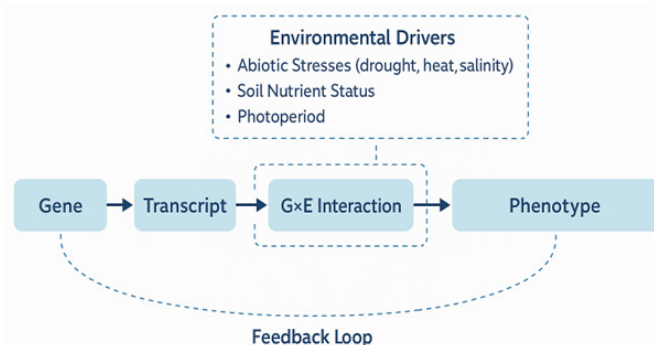 Environmental Drivers
• Abiotic Stresses (drought, heat, salinity)
• Soil Nutrient Status
• Photoperiod
Gene
Transcript
G×E Interaction
Phenotype
Feedback Loop